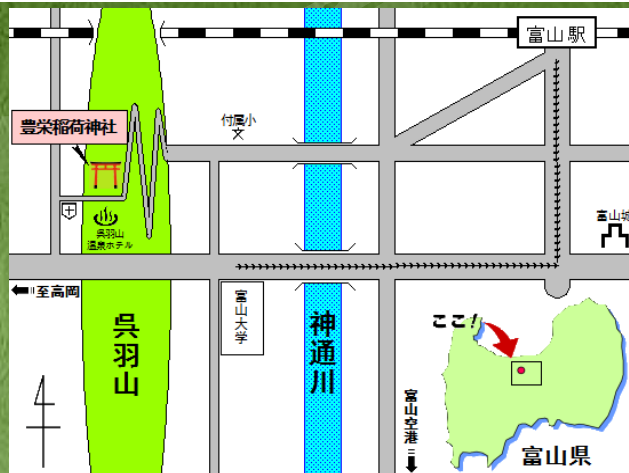 富山駅
豊栄稲荷神社
付属小
文
呉羽山
温泉ホテル
富山城
至高岡
富山大学
呉羽山
神通川
ここ!
富山空港
富山県